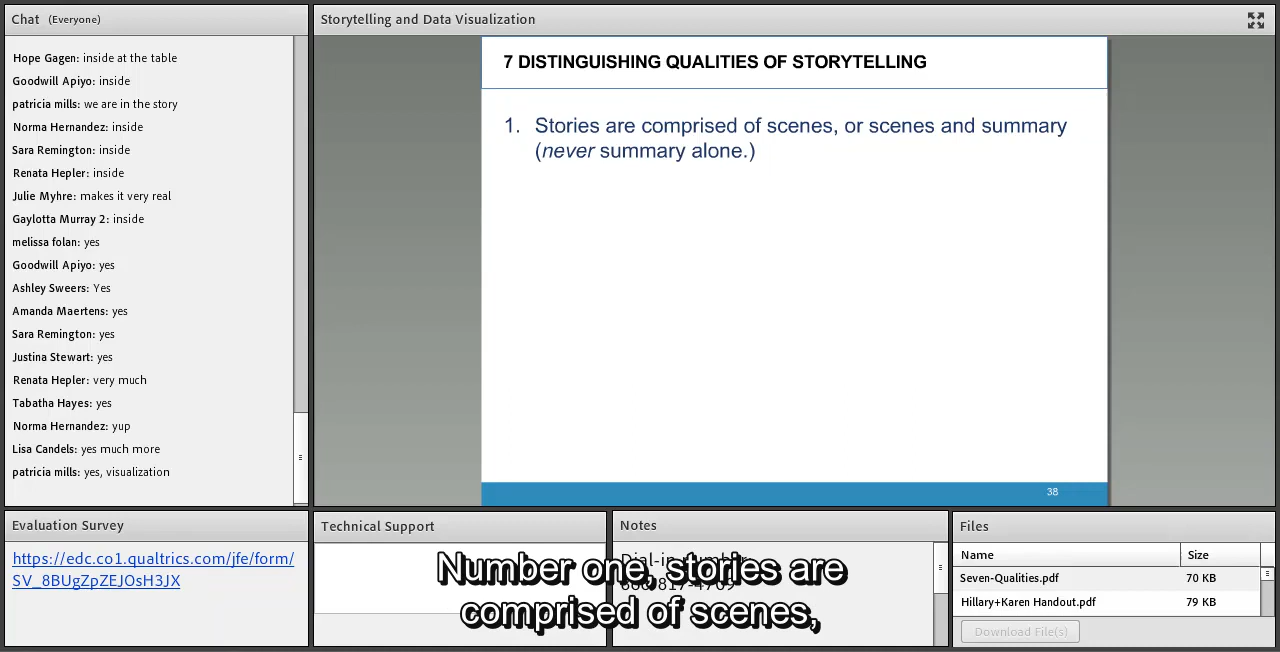 Chat (Everyone)
Hope Gagen: inside at the table
Goodwill Apiyo: inside
patricia mills: we are in the story
Norma Hernandez: inside
Sara Remington: inside
Renata Hepler: inside
Julie Myhre: makes it very real
Gaylotta Murray 2: inside
melissa folan: yes
Goodwill Apiyo: yes
Ashley Sweers: Yes
Amanda Maertens: yes
Sara Remington: yes
Justina Stewart: yes
Renata Hepler: very much
Tabatha Hayes: yes
Norma Hernandez: yup
Lisa Candels: yes much more
patricia mills: yes, visualization
Storytelling and Data Visualization
7 DISTINGUISHING QUALITIES OF STORYTELLING
1. Stories are comprised of scenes, or scenes and summary
(never summary alone.)
38
Evaluation Survey
https://edc.co1.qualtrics.com/jfe/form/
SV_8BUgZpZEJOsH3JX
Technical Support
Notes
Dial-in number
Files
Name Size
Seven-Qualities.pdf 70 KB
Hillary+Karen Handout.pdf 79 KB
Download File(s)
Number one, stories are
comprised of scenes,